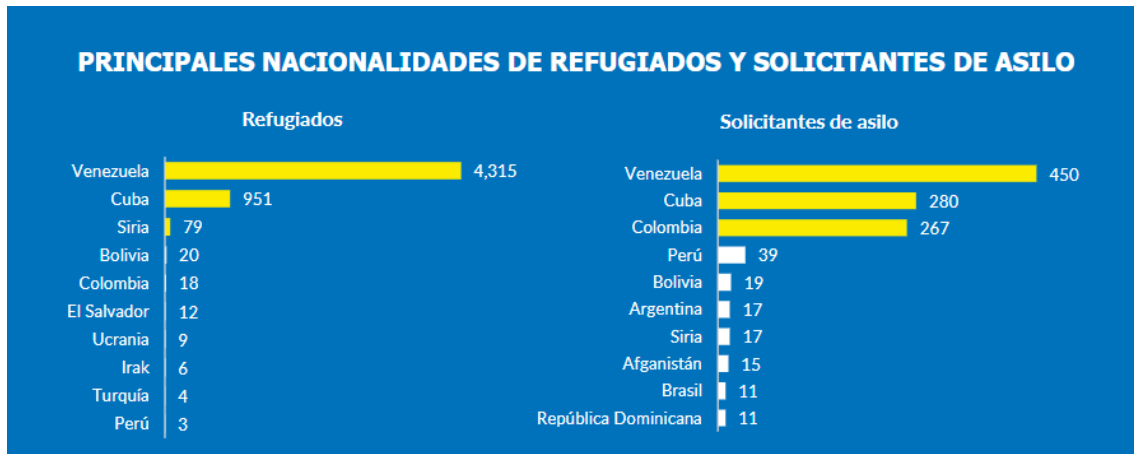 PRINCIPALES NACIONALIDADES DE REFUGIADOS Y SOLICITANTES DE ASILO
Refugiados
Venezuela 4,315
Cuba 951
Siria 79
Bolivia 20
Colombia 18
El Salvador 12
Ucrania 9
Irak 6
Turquía 4
Perú 3
Solicitantes de asilo
Venezuela 450
Cuba 280
Colombia 267
Perú 39
Bolivia 19
Argentina 17
Siria 17
Afganistán 15
Brasil 11
República Dominicana 11